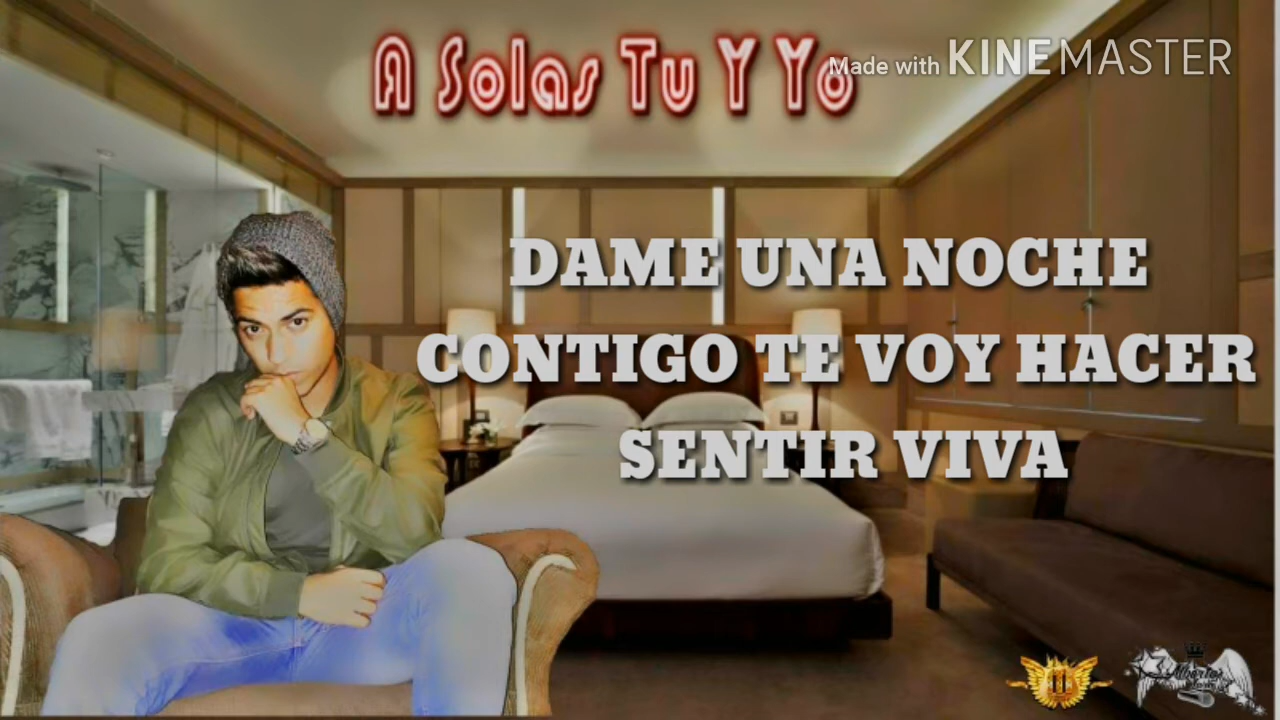 A Solas Tu Y Yo
Made with KINEMASTER
DAME UNA NOCHE
CONTIGO TE VOY HACER
SENTIR VIVA